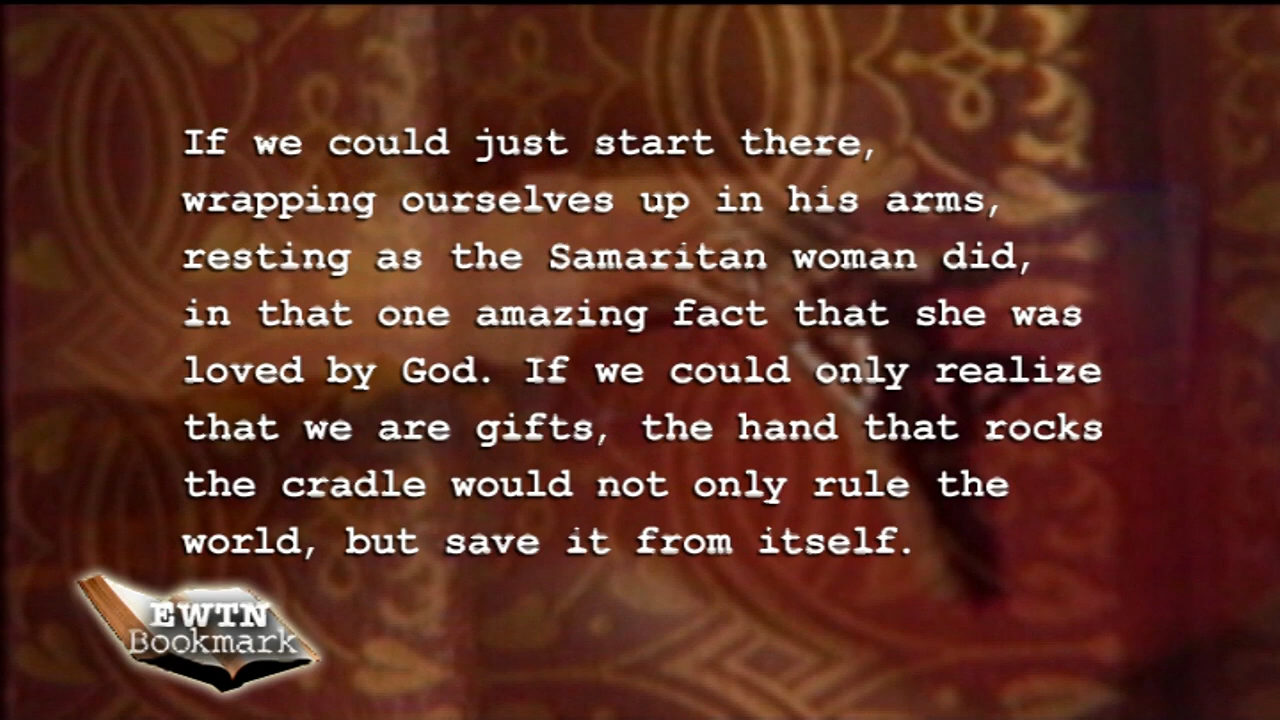 If we could just start there,
wrapping ourselves up in his arms,
resting as the Samaritan woman did,
in that one amazing fact that she was
loved by God. If we could only realize
that we are gifts, the hand that rocks
the cradle would not only rule the
world, but save it from itself.
EWTN
Bookmark